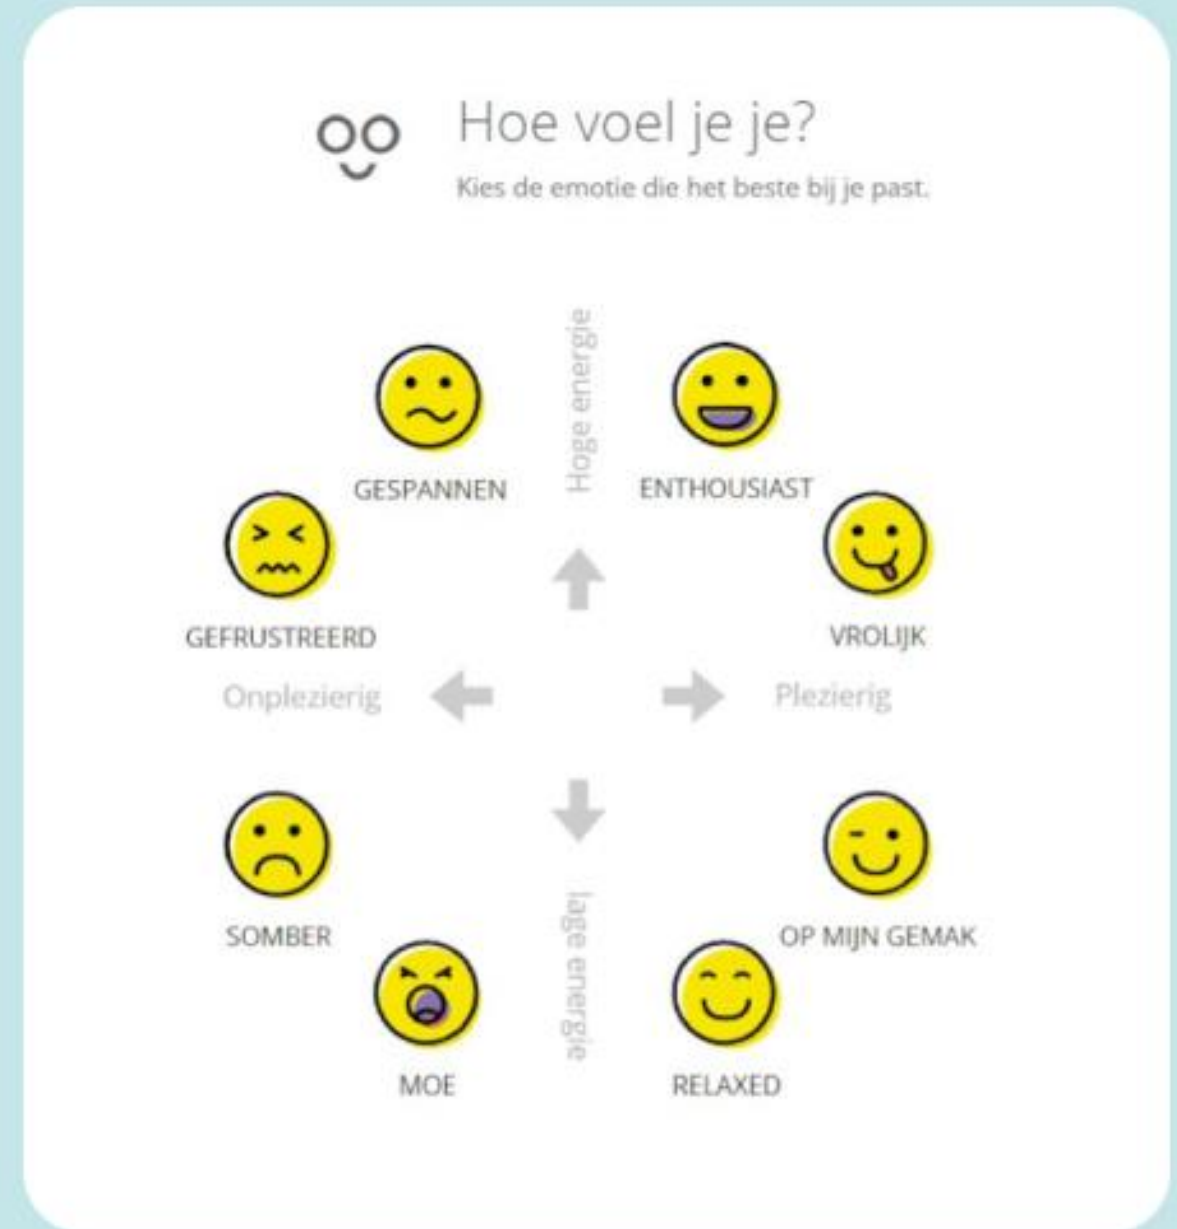 Hoe voel je je?
Kies de emotie die het beste bij je past.
Hoge energie
GESPANNEN
ENTHOUSIAST
GEFRUSTREERD
VROLIJK
Onplezierig
Plezierig
SOMBER
OP MIJN GEMAK
lage energie
MOE
RELAXED